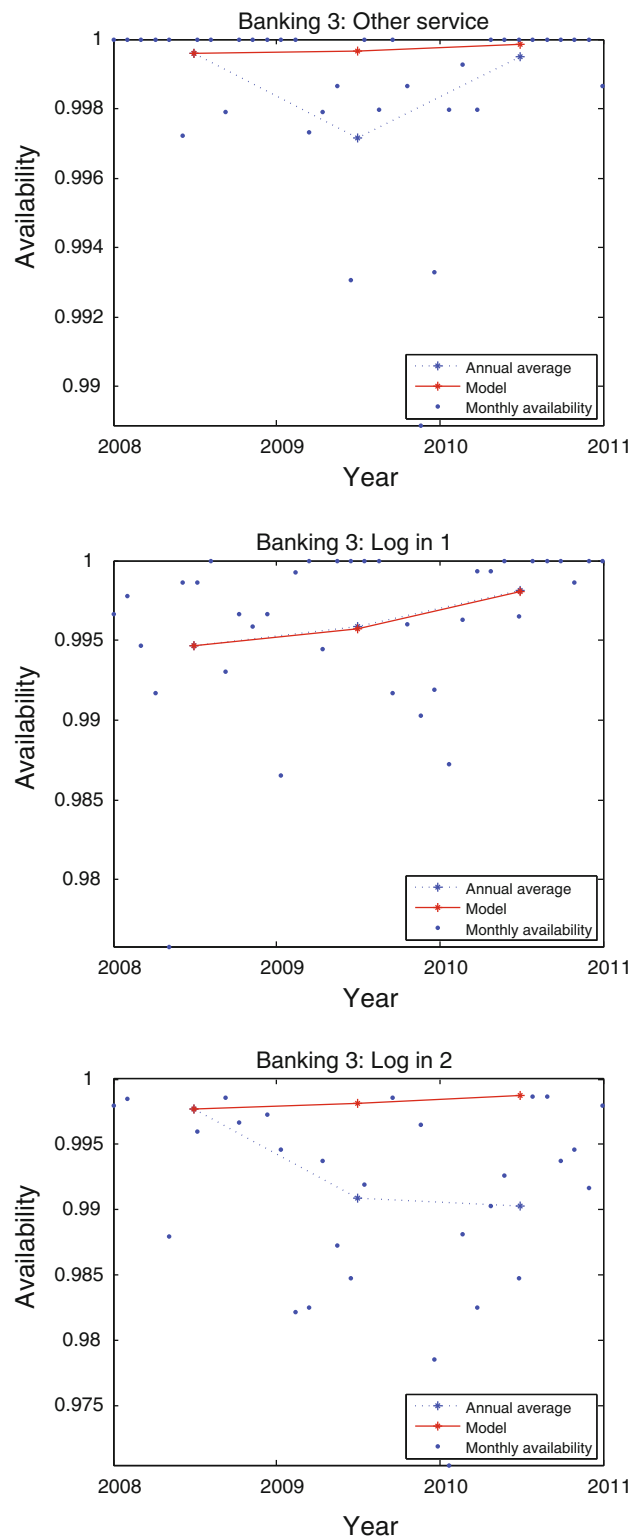 Banking 3: Other service
1
0.998
0.996
0.994
0.992
0.99
Availability
Annual average
Model
Monthly availability
2008 2009 2010 2011
Year
Banking 3: Log in 1
1
0.995
0.99
0.985
0.98
Availability
Annual average
Model
Monthly availability
2008 2009 2010 2011
Year
Banking 3: Log in 2
1
0.995
0.99
0.985
0.98
0.975
Availability
Annual average
Model
Monthly availability
2008 2009 2010 2011
Year